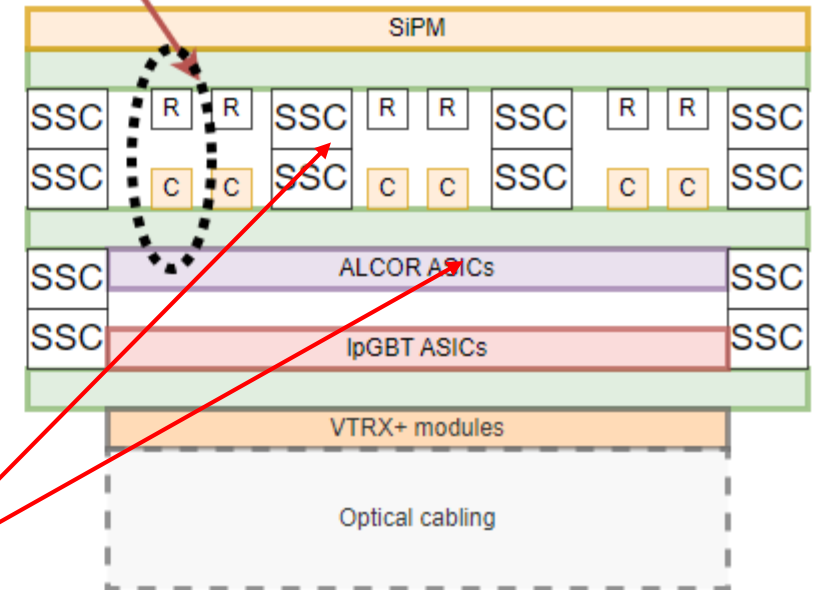 SiPM
SSC R R SSC R R SSC R R SSC
SSC C C SSC C C SSC C C SSC
SSC ALCOR ASICs SSC
SSC lpGBT ASICs SSC
VTRX+ modules
Optical cabling